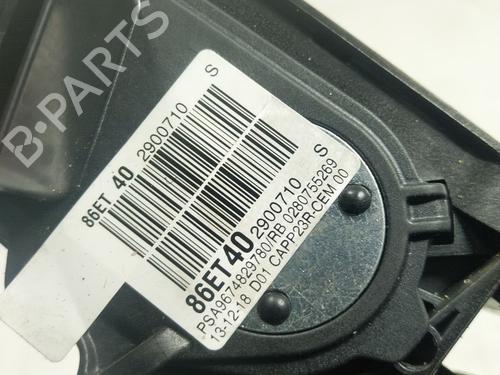 B-PARTS
S
86ET 40 2900710
S
86ET40 2900710
PSA9674829780/RB 0280755269
13-12-18 D01 CAPP23R-CEM 00